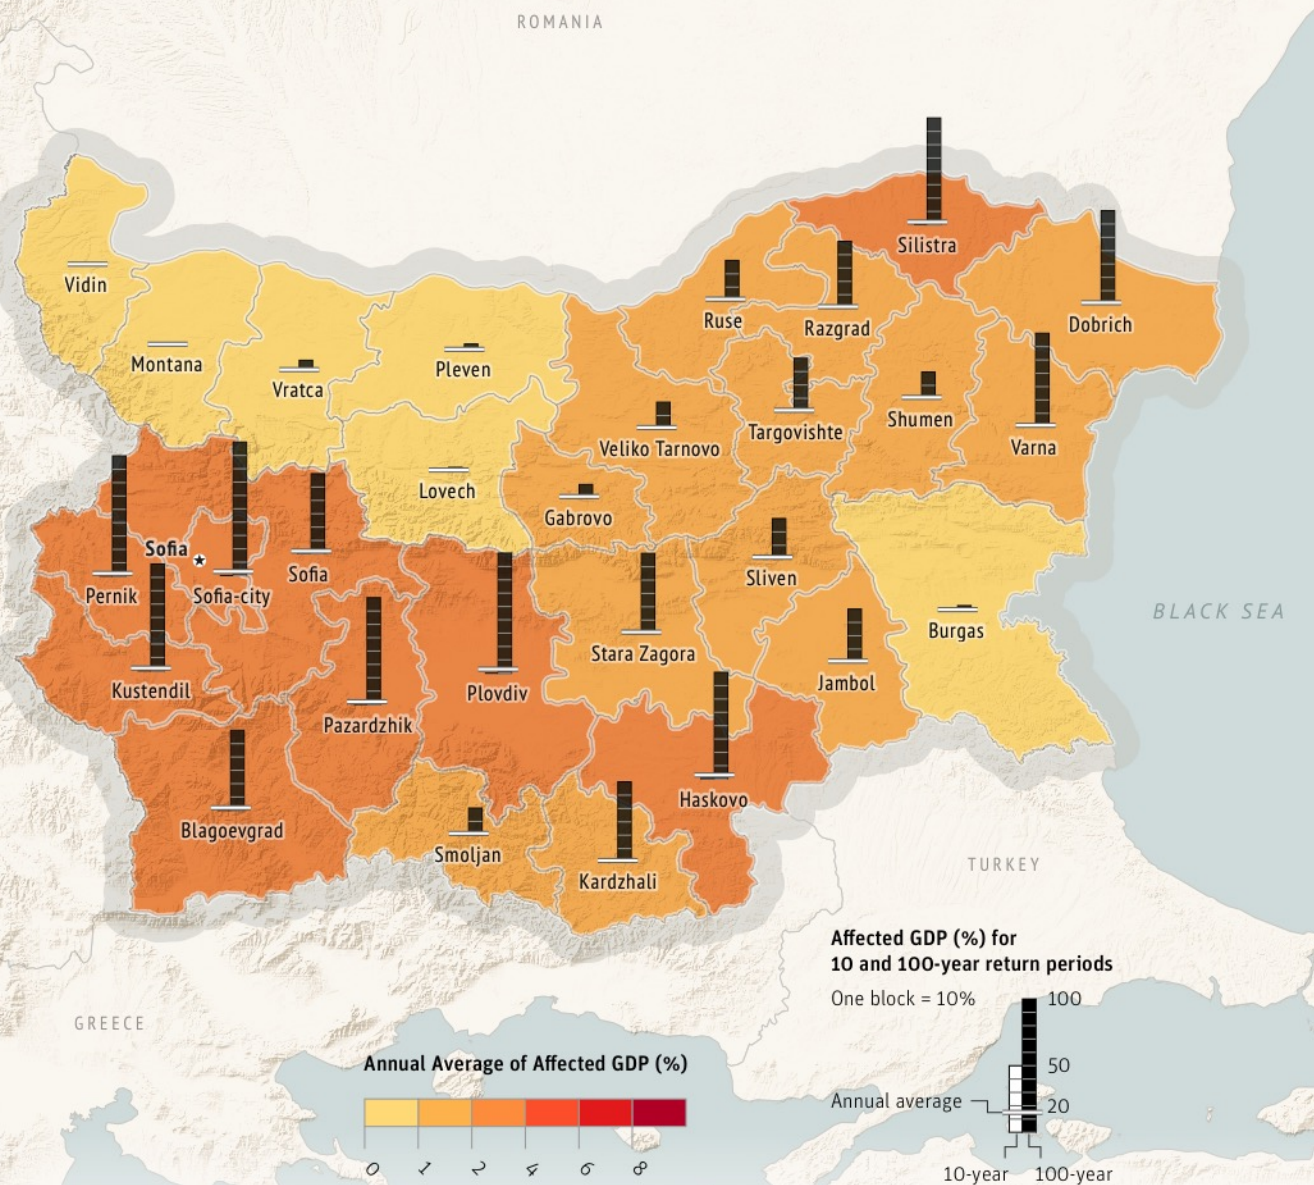 ROMANIA
Silistra
Vidin
Ruse
Razgrad
Dobrich
Montana
Pleven
Vratca
Shumen
Targovishte
Varna
Veliko Tarnovo
Lovech
Gabrovo
Sofia
Sofia
Sliven
Pernik
Sofia-city
BLACK SEA
Burgas
Stara Zagora
Jambol
Kustendil
Plovdiv
Pazardzhik
Haskovo
Blagoevgrad
Smoljan
TURKEY
Kardzhali
Affected GDP (%) for
10 and 100-year return periods
One block = 10%
100
50
20
Annual average
10-year
100-year
GREECE
Annual Average of Affected GDP (%)
0 1 2 4 6 8